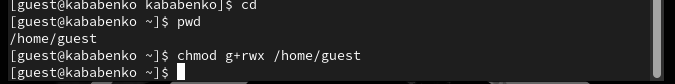 [guest@kababenko kababenko]$ cd
[guest@kababenko ~]$ pwd
/home/guest
[guest@kababenko ~]$ chmod g+rwx /home/guest
[guest@kababenko ~]$